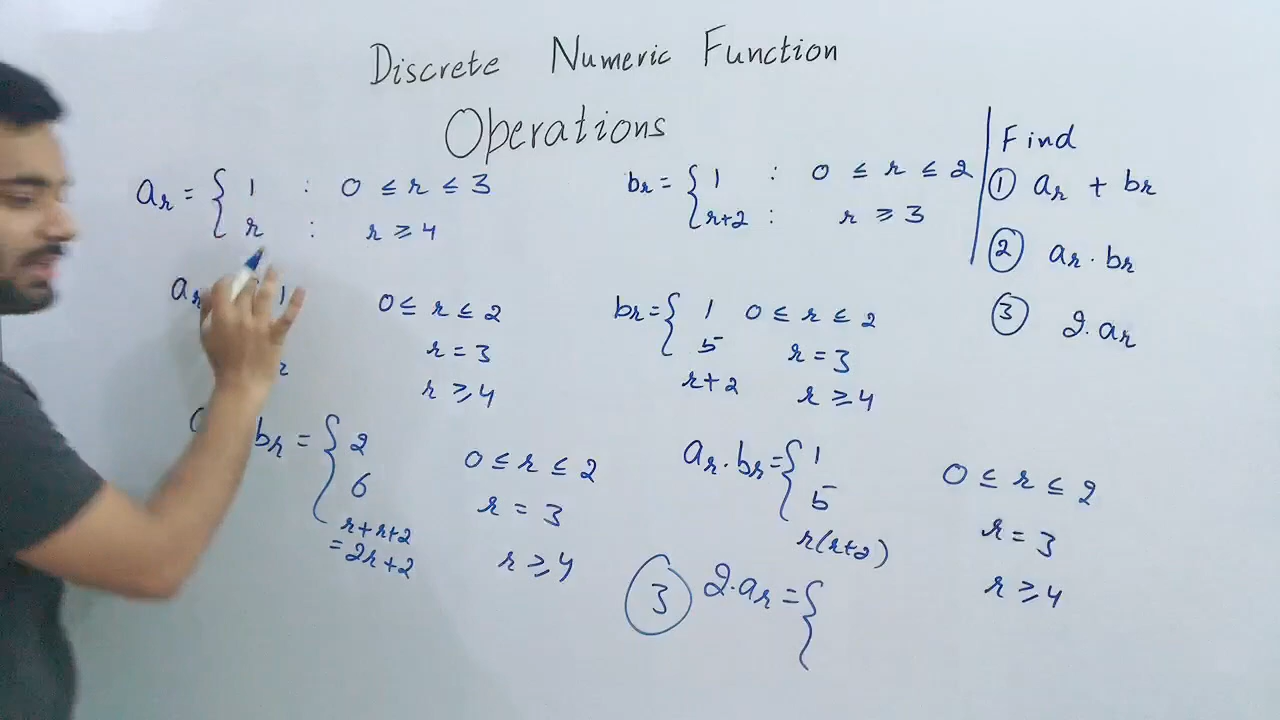 Discrete Numeric Function
Operations
ar = { 1 : 0 ≤ r ≤ 3
r : r ≥ 4
br = { 1 : 0 ≤ r ≤ 2
r+2 : r ≥ 3
Find
① ar + br
② ar . br
③ 2. ar
ar 1 0 ≤ r ≤ 2
r = 3
r r ≥ 4
br = { 1 0 ≤ r ≤ 2
5 r = 3
r+2 r ≥ 4
br = { 2 0 ≤ r ≤ 2
6 r = 3
r+r+2
= 2r+2 r ≥ 4
ar . br = { 1 0 ≤ r ≤ 2
5 r = 3
r(r+2) r ≥ 4
③ 2.ar = {